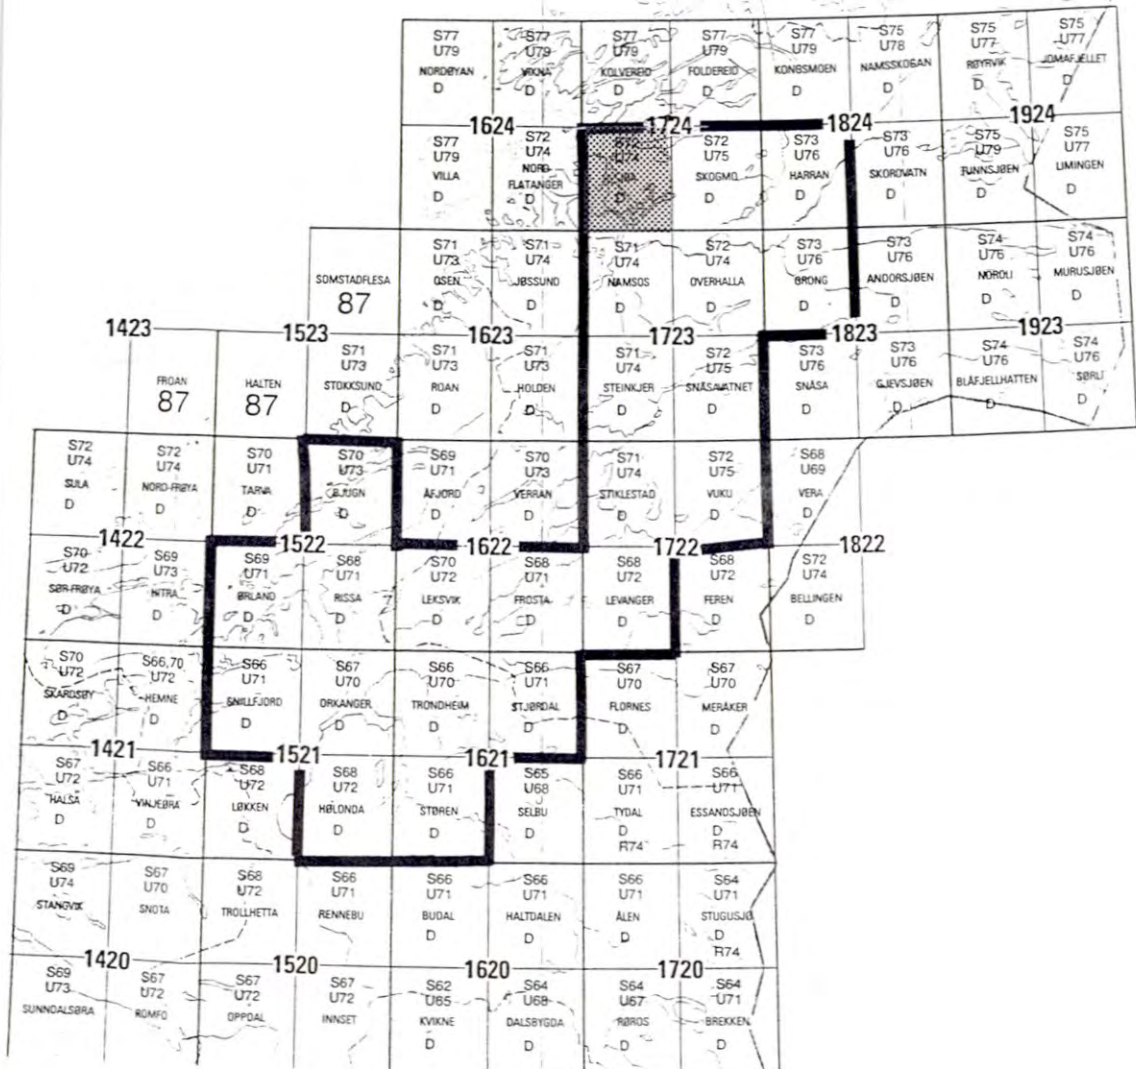 S77 S77 S77 S77 S77 S75 S75 S75
U79 U79 U79 U79 U79 U78 U77 U77
NORDØYAN VIKNA KOLVEREID FOLDEREID KONGSMOEN NAMSSKOGAN RØYRVIK JOMAFJELLET
D D D D D D D D
1624 1724 1824 1924
S77 S72 S72 S72 S73 S73 S75 S75
U79 U74 U74 U75 U76 U76 U79 U77
VILLA NORD-FLATANGER SKOGMO HARRAN SKOROVATN TUNNSJØEN LIMINGEN
D D D D D D D D
S71 S71 S71 S72 S73 S73 S74 S74
U73 U74 U74 U74 U76 U76 U76 U76
SOMSTADFLESA OSEN JØSSUND NAMSOS OVERHALLA GRONG ANDORSJØEN NORDLI MURUSJØEN
87 D D D D D D D D
1423 1523 1623 1723 1823 1923
S71 S71 S71 S71 S72 S73 S73 S74 S74
U73 U73 U73 U74 U75 U76 U76 U76 U76
FROAN HALTEN STOKKSUND ROAN HOLDEN STEINKJER SNÅSAVATNET SNÅSA GJEVSJØEN BLÅFJELLHATTEN SØRLI
87 87 D D D D D D D D D
S72 S72 S70 S70 S69 S70 S71 S72 S68
U74 U74 U71 U73 U71 U73 U74 U75 U69
SULA NORD-FRØYA TARVA BJUGN ÅFJORD VERRAN STIKLESTAD VUKU VERA
D D D D D D D D D
1422 1522 1622 1722 1822
S70 S69 S69 S68 S70 S68 S68 S68 S72
U72 U73 U71 U71 U72 U71 U72 U72 U74
SØR-FRØYA HITRA ØRLAND RISSA LEKSVIK FROSTA LEVANGER FEREN BELLINGEN
D D D D D D D D D
S70 S66,70 S66 S67 S67 S66 S67 S67
U72 U72 U71 U70 U70 U71 U70 U70
SKARDSØY HEMNE SNILLFJORD ORKANGER TRONDHEIM STJØRDAL FLORNES MERÅKER
D D D D D D D D
1421 1521 1621 1721
S67 S66 S68 S68 S66 S65 S66 S66
U72 U71 U72 U72 U71 U68 U71 U71
HALSA VINJEØRA LØKKEN HØLONDA STØREN SELBU TYDAL ESSANDSJØEN
D D D D D D D D
R74 R74
S69 S67 S68 S66 S66 S66 S66 S64
U74 U70 U72 U71 U71 U71 U71 U71
STANGVIK SNOTA TROLLHETTA RENNEBU BUDAL HALTDALEN ÅLEN STUGUSJØ
D D D D
R74
1420 1520 1620 1720
S69 S67 S67 S67 S62 S64 S64 S64
U73 U72 U72 U72 U65 U68 U67 U71
SUNNDALSØRA ROMFO OPPDAL INNSET KVIKNE DALSBYGDA RØROS BREKKEN
D D D D